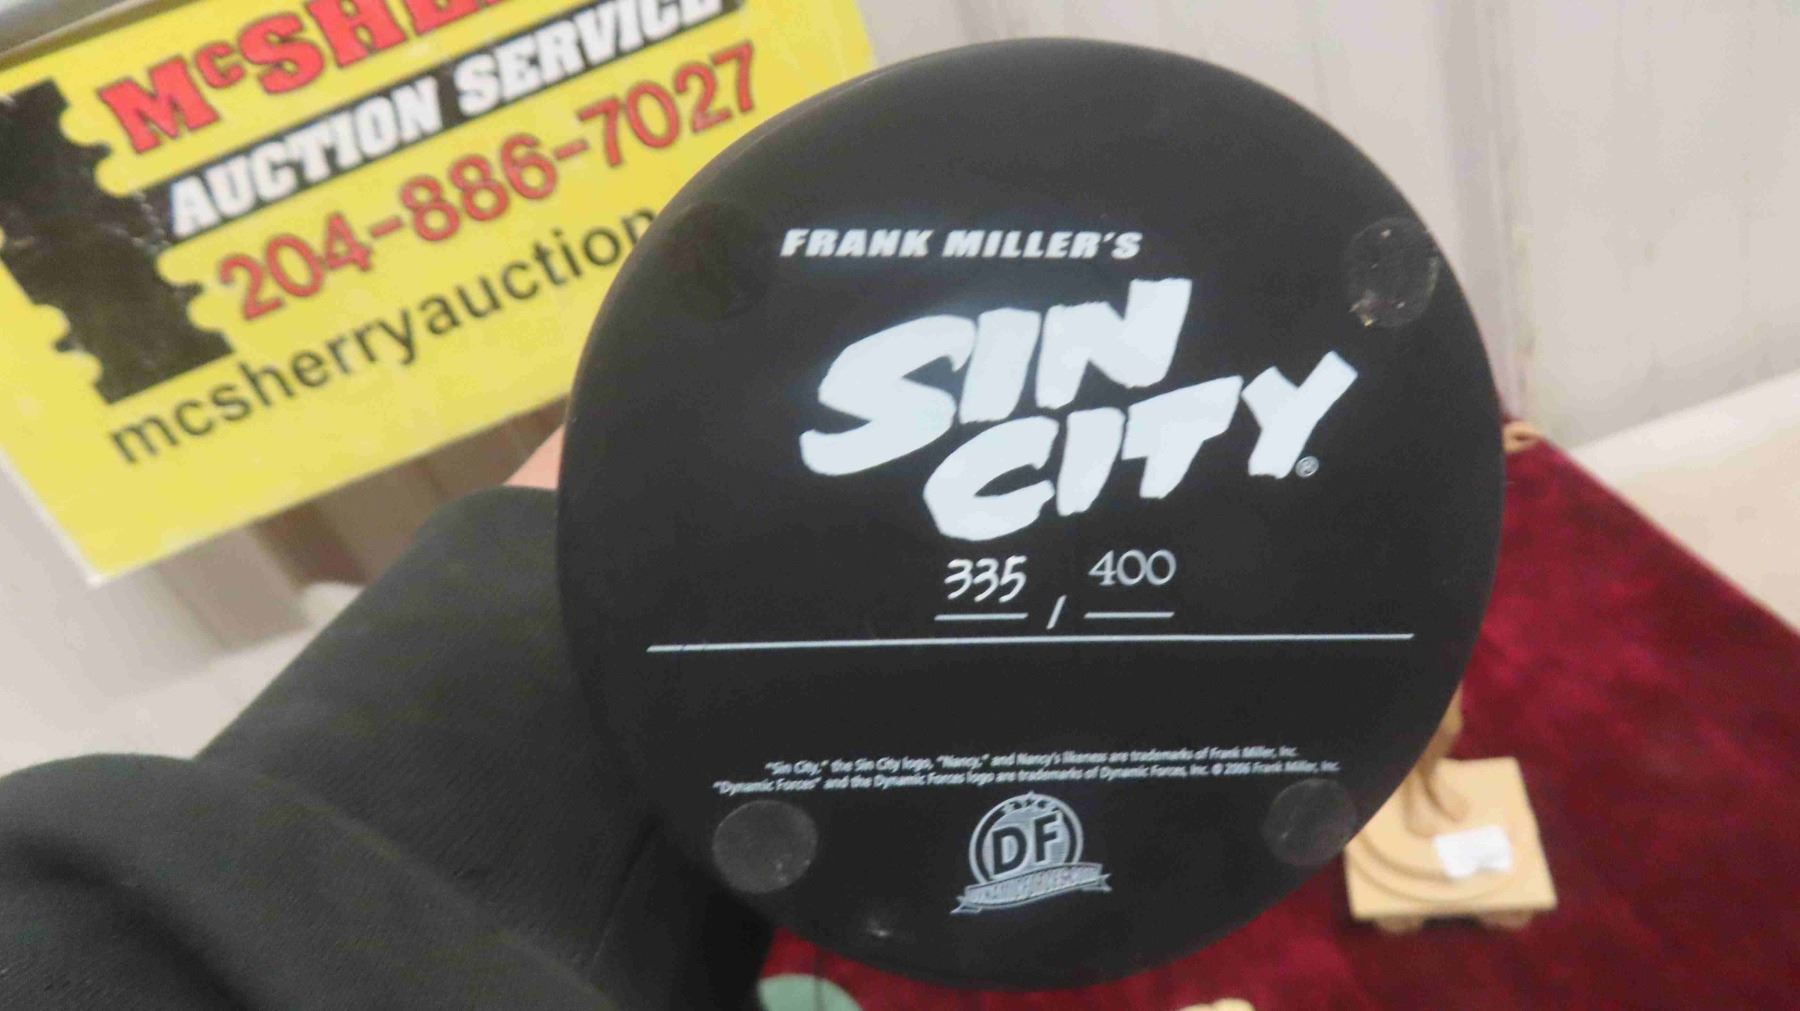 AUCTION SERVICE
204-886-7027
mcsherryauction
FRANK MILLER'S
SIN
CITY®
335 / 400
"Sin City," the Sin City logo, "Nancy," and Nancy's likeness are trademarks of Frank Miller, Inc.
"Dynamic Forces" and the Dynamic Forces logo are trademarks of Dynamic Forces, Inc. © 2006 Frank Miller, Inc.
DF